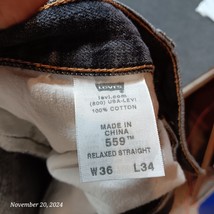 LEVI'S
levi.com
(800) USA-LEVI
100% COTTON
MADE IN
CHINA
559™
RELAXED STRAIGHT
W36 L34
November 20, 2024